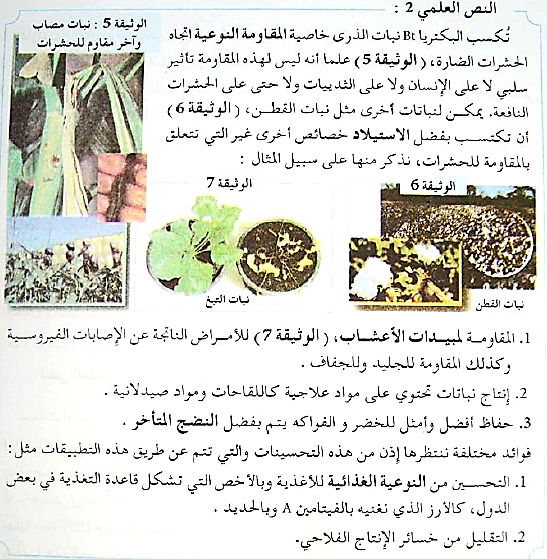 النص العلمي 2 :
الوثيقة 5 : نبات مصاب
وآخر مقاوم للحشرات
تُكسب البكتريا Bt نبات الذرى خاصية المقاومة النوعية اتجاه
الحشرات الضارة، ( الوثيقة 5 ) علما أنه ليس لهذه المقاومة تأثير
سلبي لا على الإنسان ولا على الثدييات ولا حتى على الحشرات
النافعة. يمكن لنباتات أخرى مثل نبات القطن، ( الوثيقة 6 )
أن تكتسب بفضل الاستيلاد خصائص أخرى غير التي تتعلق
بالمقاومة للحشرات، نذكر منها على سبيل المثال :
الوثيقة 6
الوثيقة 7
نبات القطن
نبات التبغ
1. المقاومة لمبيدات الأعشاب، ( الوثيقة 7 ) للأمراض الناتجة عن الإصابات الفيروسية
وكذلك المقاومة للجليد وللجفاف .
2. إنتاج نباتات تحتوي على مواد علاجية كاللقاحات ومواد صيدلانية .
3. حفاظ أفضل وأمثل للخضر و الفواكه يتم بفضل النضج المتأخر .
فوائد مختلفة ننتظرها إذن من هذه التحسينات والتي تتم عن طريق هذه التطبيقات مثل :
1. التحسين من النوعية الغذائية للأغذية وبالأخص التي تشكل قاعدة التغذية في بعض
الدول، كالأرز الذي نغنيه بالفيتامين A وبالحديد .
2. التقليل من خسائر الإنتاج الفلاحي.